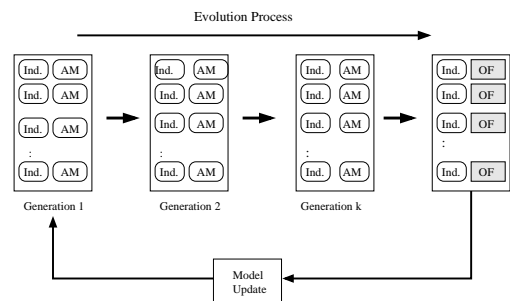 Evolution Process
Ind. AM Ind. AM Ind. AM Ind. OF
Ind. AM Ind. AM Ind. AM Ind. OF
Ind. AM Ind. AM Ind. AM Ind. OF
: : : :
Ind. AM Ind. AM Ind. AM Ind. OF
Generation 1 Generation 2 Generation k
Model
Update